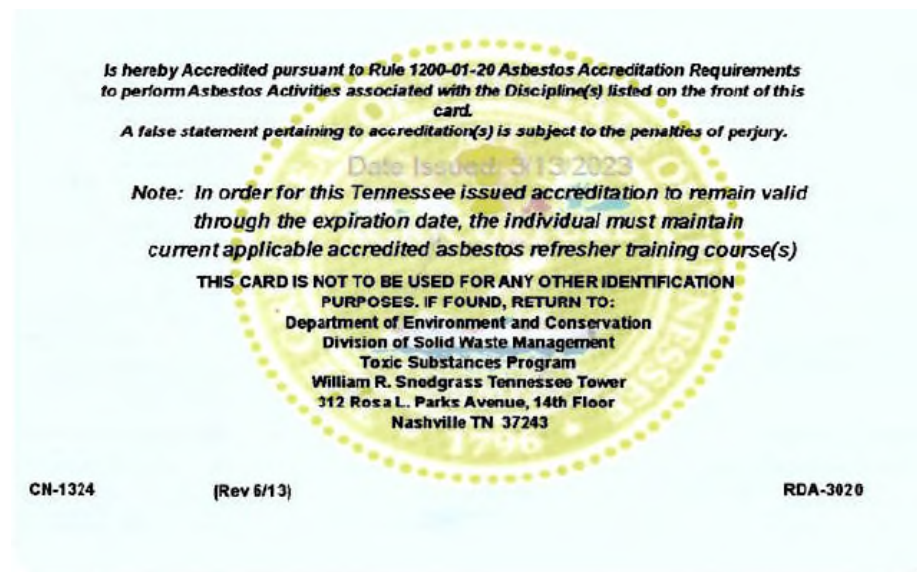 Is hereby Accredited pursuant to Rule 1200-01-20 Asbestos Accreditation Requirements
to perform Asbestos Activities associated with the Discipline(s) listed on the front of this
card.
A false statement pertaining to accreditation(s) is subject to the penalties of perjury.
Date Issued: 3/13/2023
Note: In order for this Tennessee issued accreditation to remain valid
through the expiration date, the individual must maintain
current applicable accredited asbestos refresher training course(s)
THIS CARD IS NOT TO BE USED FOR ANY OTHER IDENTIFICATION
PURPOSES. IF FOUND, RETURN TO:
Department of Environment and Conservation
Division of Solid Waste Management
Toxic Substances Program
William R. Snodgrass Tennessee Tower
312 Rosa L. Parks Avenue, 14th Floor
Nashville TN 37243
1796
CN-1324 (Rev 6/13) RDA-3020